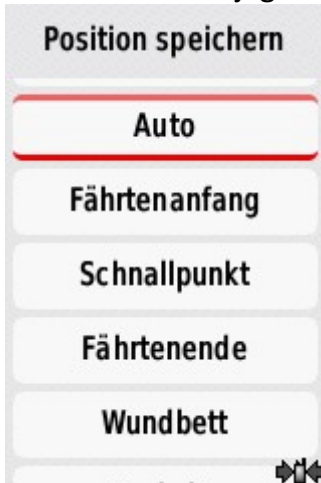 Position speichern
Auto
Fährtenanfang
Schnallpunkt
Fährtenende
Wundbett